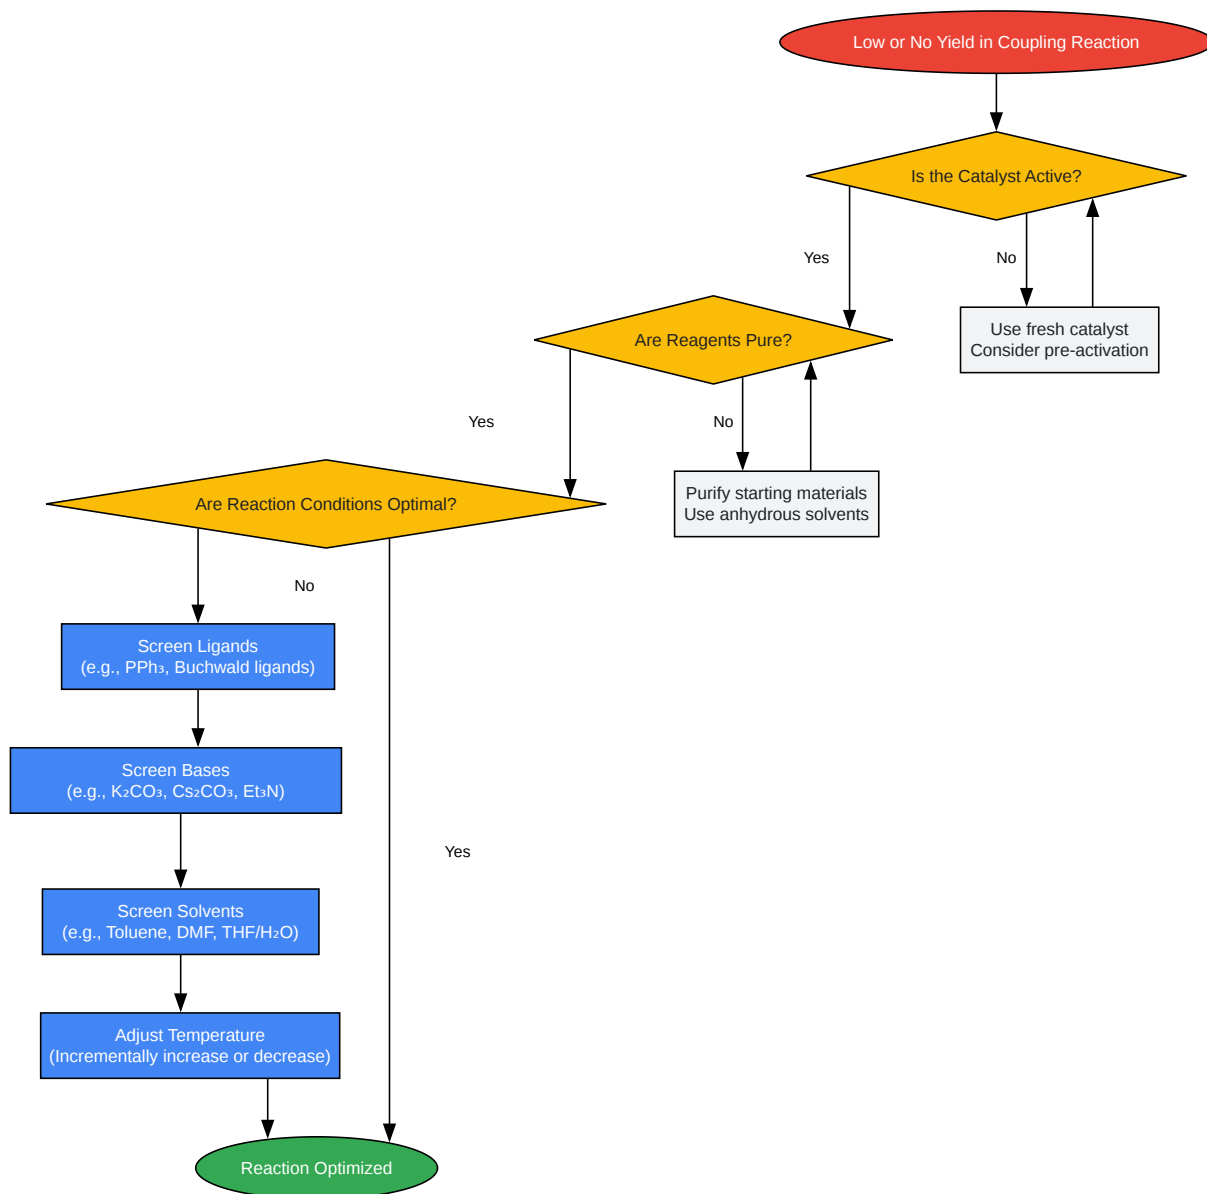 Low or No Yield in Coupling Reaction
Is the Catalyst Active?
Yes
No
Use fresh catalyst
Consider pre-activation
Are Reagents Pure?
Yes
No
Purify starting materials
Use anhydrous solvents
Are Reaction Conditions Optimal?
No
Screen Ligands
(e.g., PPh₃, Buchwald ligands)
Screen Bases
(e.g., K₂CO₃, Cs₂CO₃, Et₃N)
Yes
Screen Solvents
(e.g., Toluene, DMF, THF/H₂O)
Adjust Temperature
(Incrementally increase or decrease)
Reaction Optimized